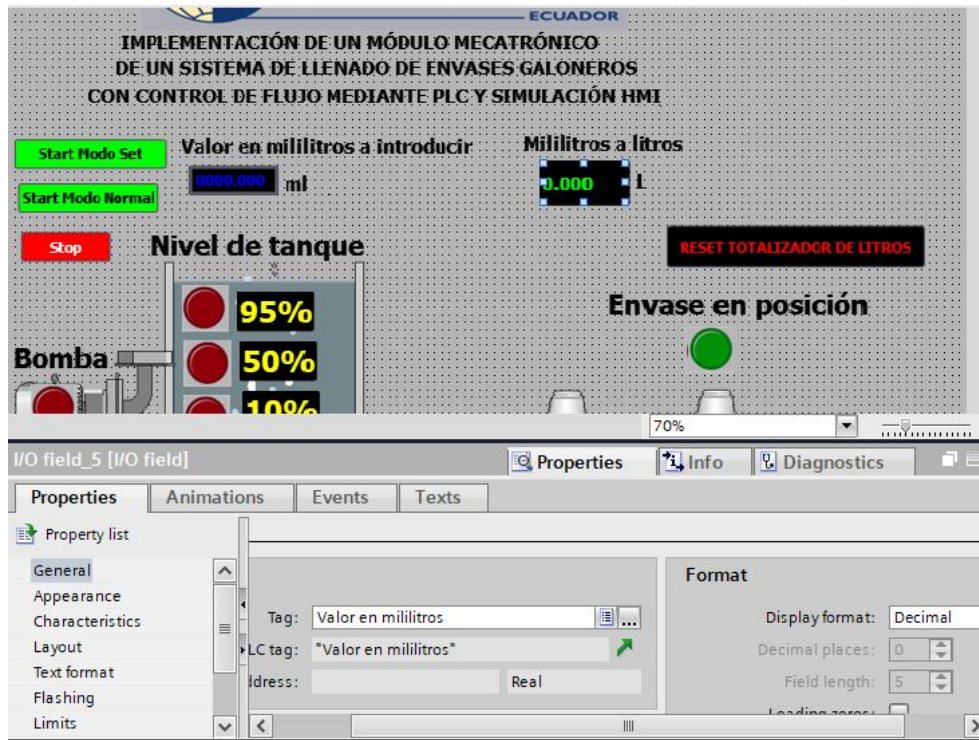 ECUADOR
IMPLEMENTACIÓN DE UN MÓDULO MECATRÓNICO
DE UN SISTEMA DE LLENADO DE ENVASES GALONEROS
CON CONTROL DE FLUJO MEDIANTE PLC Y SIMULACIÓN HMI
Start Modo Set
Valor en mililitros a introducir
Mililitros a litros
0000.000 ml
0.000 L
Start Modo Normal
Stop
Nivel de tanque
RESET TOTALIZADOR DE LITROS
95%
Envase en posición
Bomba
50%
10%
70%
I/O field_5 [I/O field]
Properties
Info
Diagnostics
Properties
Animations
Events
Texts
Property list
General
Appearance
Characteristics
Layout
Text format
Flashing
Limits
Tag: Valor en mililitros
LC tag: "Valor en mililitros"
ddress: Real
Format
Display format: Decimal
Decimal places: 0
Field length: 5
Leading zeros: